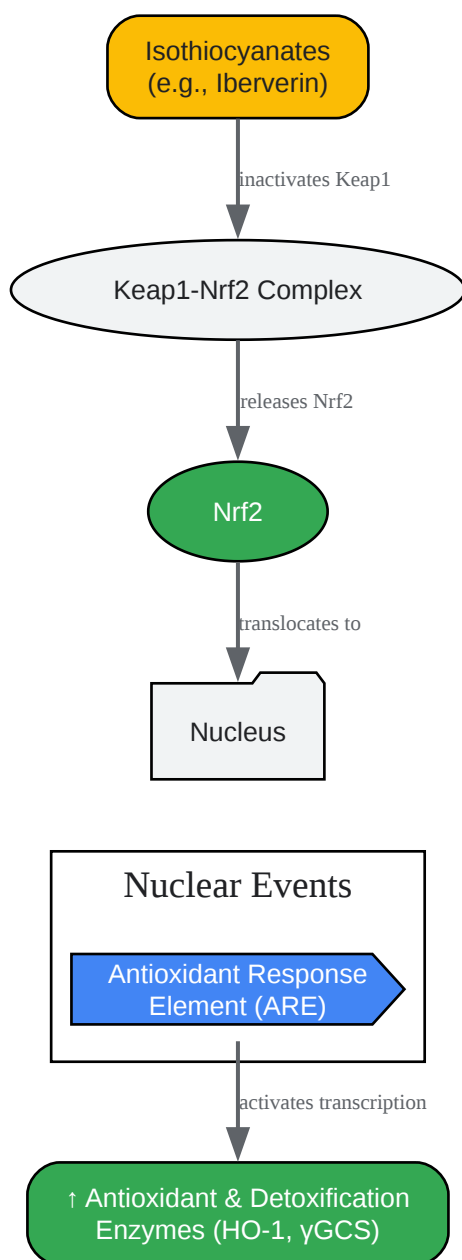 Isothiocyanates
(e.g., Iberverin)
inactivates Keap1
Keap1-Nrf2 Complex
releases Nrf2
Nrf2
translocates to
Nucleus
Nuclear Events
Antioxidant Response
Element (ARE)
activates transcription
↑ Antioxidant & Detoxification
Enzymes (HO-1, γGCS)